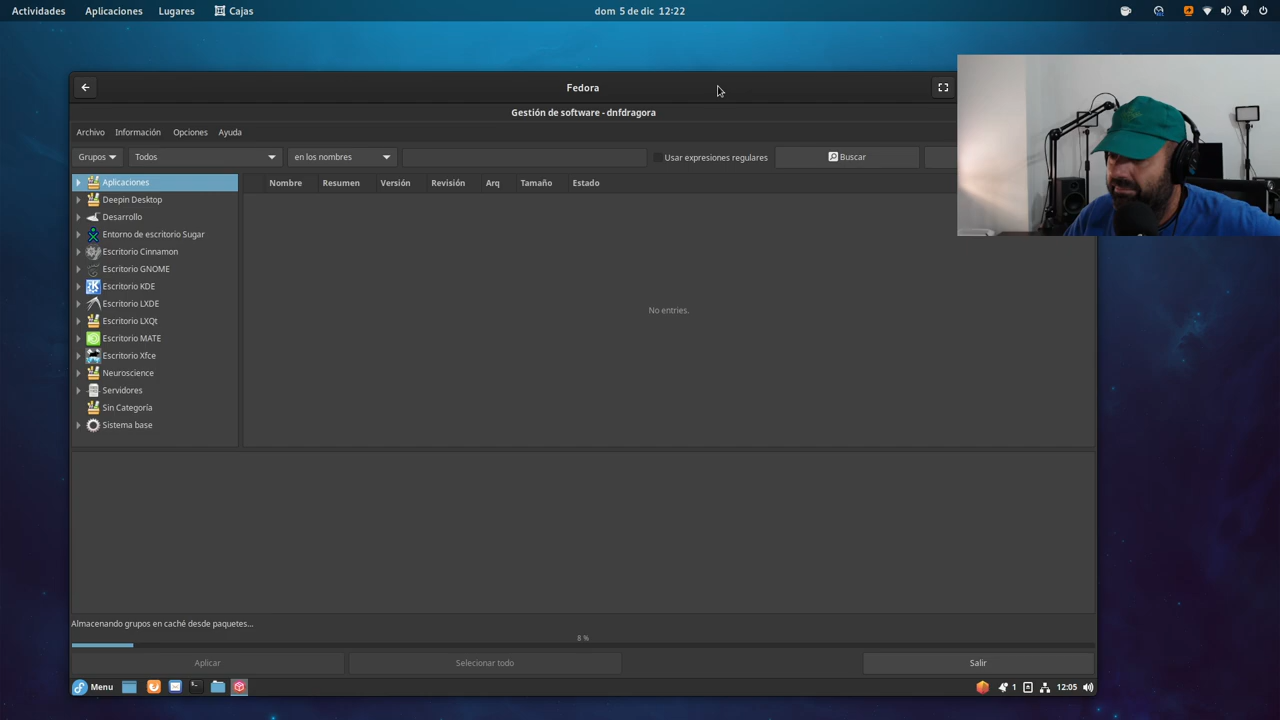 Actividades Aplicaciones Lugares Cajas dom 5 de dic 12:22
Fedora
Gestión de software - dnfdragora
Archivo Información Opciones Ayuda
Grupos Todos en los nombres Usar expresiones regulares Buscar
Nombre Resumen Versión Revisión Arq Tamaño Estado
Aplicaciones
Deepin Desktop
Desarrollo
Entorno de escritorio Sugar
Escritorio Cinnamon
Escritorio GNOME
Escritorio KDE
Escritorio LXDE
Escritorio LXQt
Escritorio MATE
Escritorio Xfce
Neuroscience
Servidores
Sin Categoría
Sistema base
No entries.
Almacenando grupos en caché desde paquetes...
8 %
Aplicar Selecionar todo Salir
Menu 1 12:05